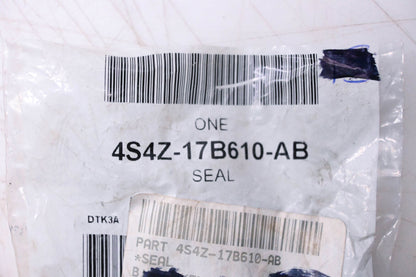 ONE
4S4Z-17B610-AB
SEAL
DTK3A
PART 4S4Z-17B610-AB
*SEAL
B